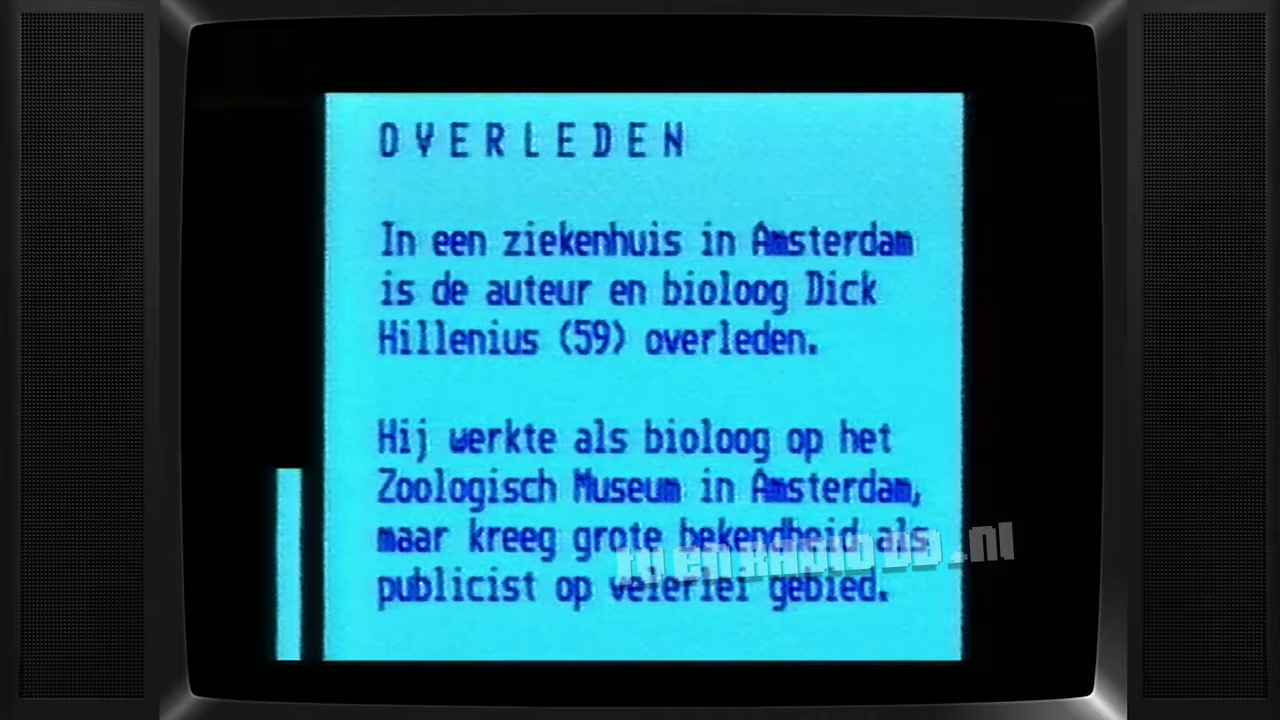 OVERLEDEN
In een ziekenhuis in Amsterdam
is de auteur en bioloog Dick
Hillenius (59) overleden.
Hij werkte als bioloog op het
Zoologisch Museum in Amsterdam,
maar kreeg grote bekendheid als
publicist op velerlei gebied.